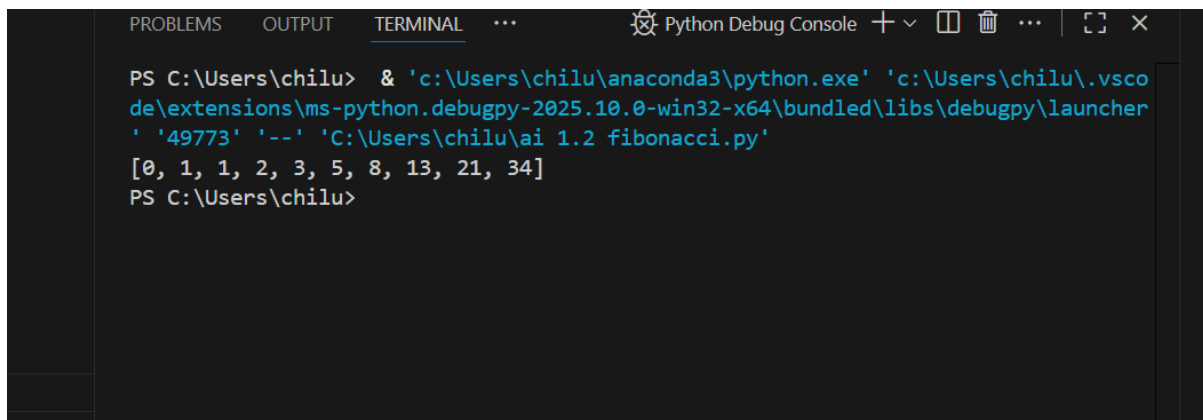 PROBLEMS OUTPUT TERMINAL ··· Python Debug Console
PS C:\Users\chilu>  & 'c:\Users\chilu\anaconda3\python.exe' 'c:\Users\chilu\.vsco
de\extensions\ms-python.debugpy-2025.10.0-win32-x64\bundled\libs\debugpy\launcher
' '49773' '--' 'C:\Users\chilu\ai 1.2 fibonacci.py'
[0, 1, 1, 2, 3, 5, 8, 13, 21, 34]
PS C:\Users\chilu>